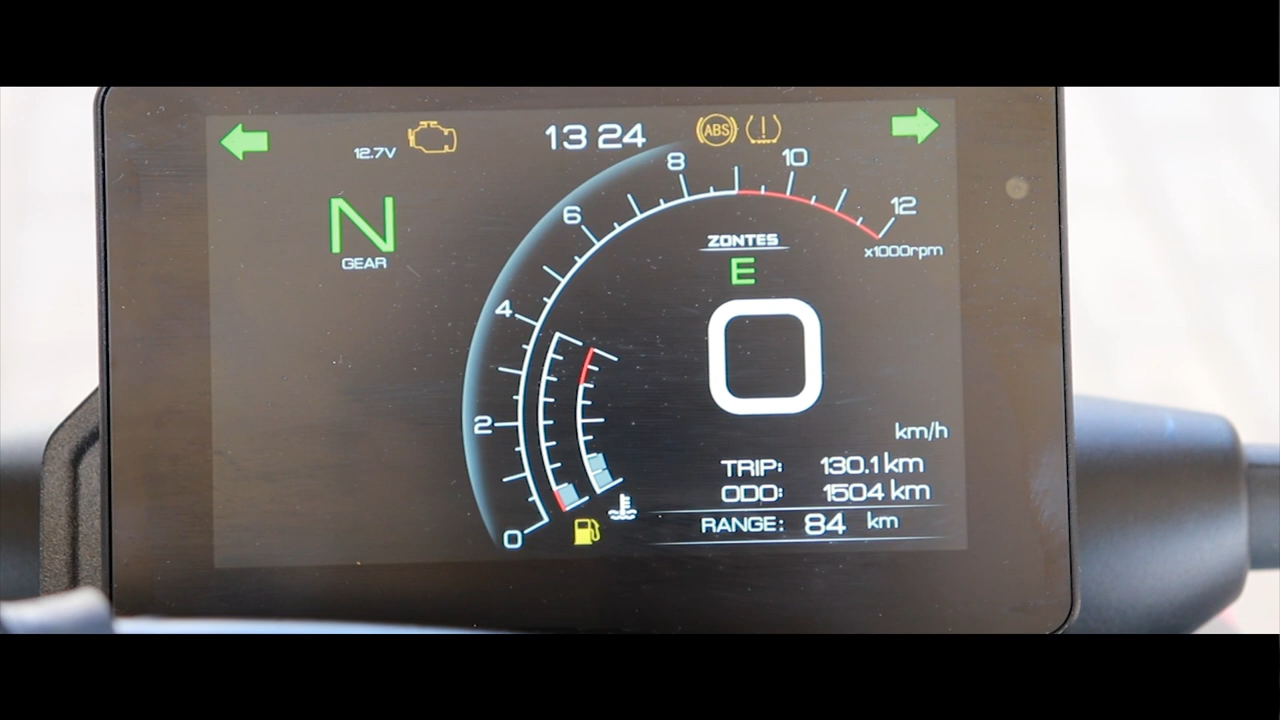 12.7V
13 24
ABS
N
GEAR
0
2
4
6
8
10
12
x1000rpm
ZONTES
E
0
km/h
TRIP: 130.1 km
ODO: 1504 km
RANGE: 84 km